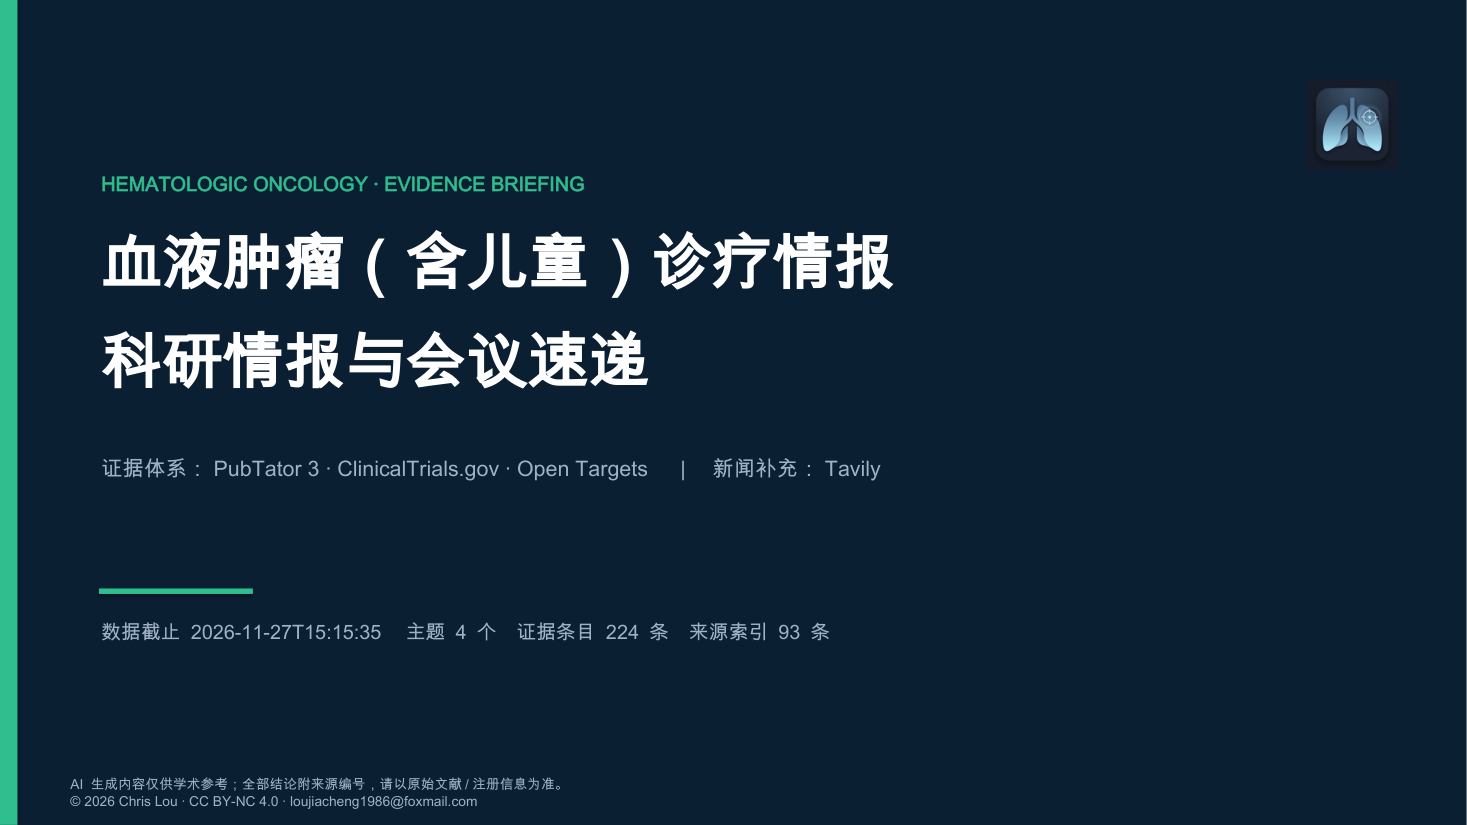 HEMATOLOGIC ONCOLOGY · EVIDENCE BRIEFING
血液肿瘤（含儿童）诊疗情报
科研情报与会议速递
证据体系：PubTator 3 · ClinicalTrials.gov · Open Targets | 新闻补充：Tavily
数据截止 2026-11-27T15:15:35 主题 4 个 证据条目 224 条 来源索引 93 条
AI 生成内容仅供学术参考；全部结论附来源编号，请以原始文献 / 注册信息为准。
© 2026 Chris Lou · CC BY-NC 4.0 · loujiacheng1986@foxmail.com